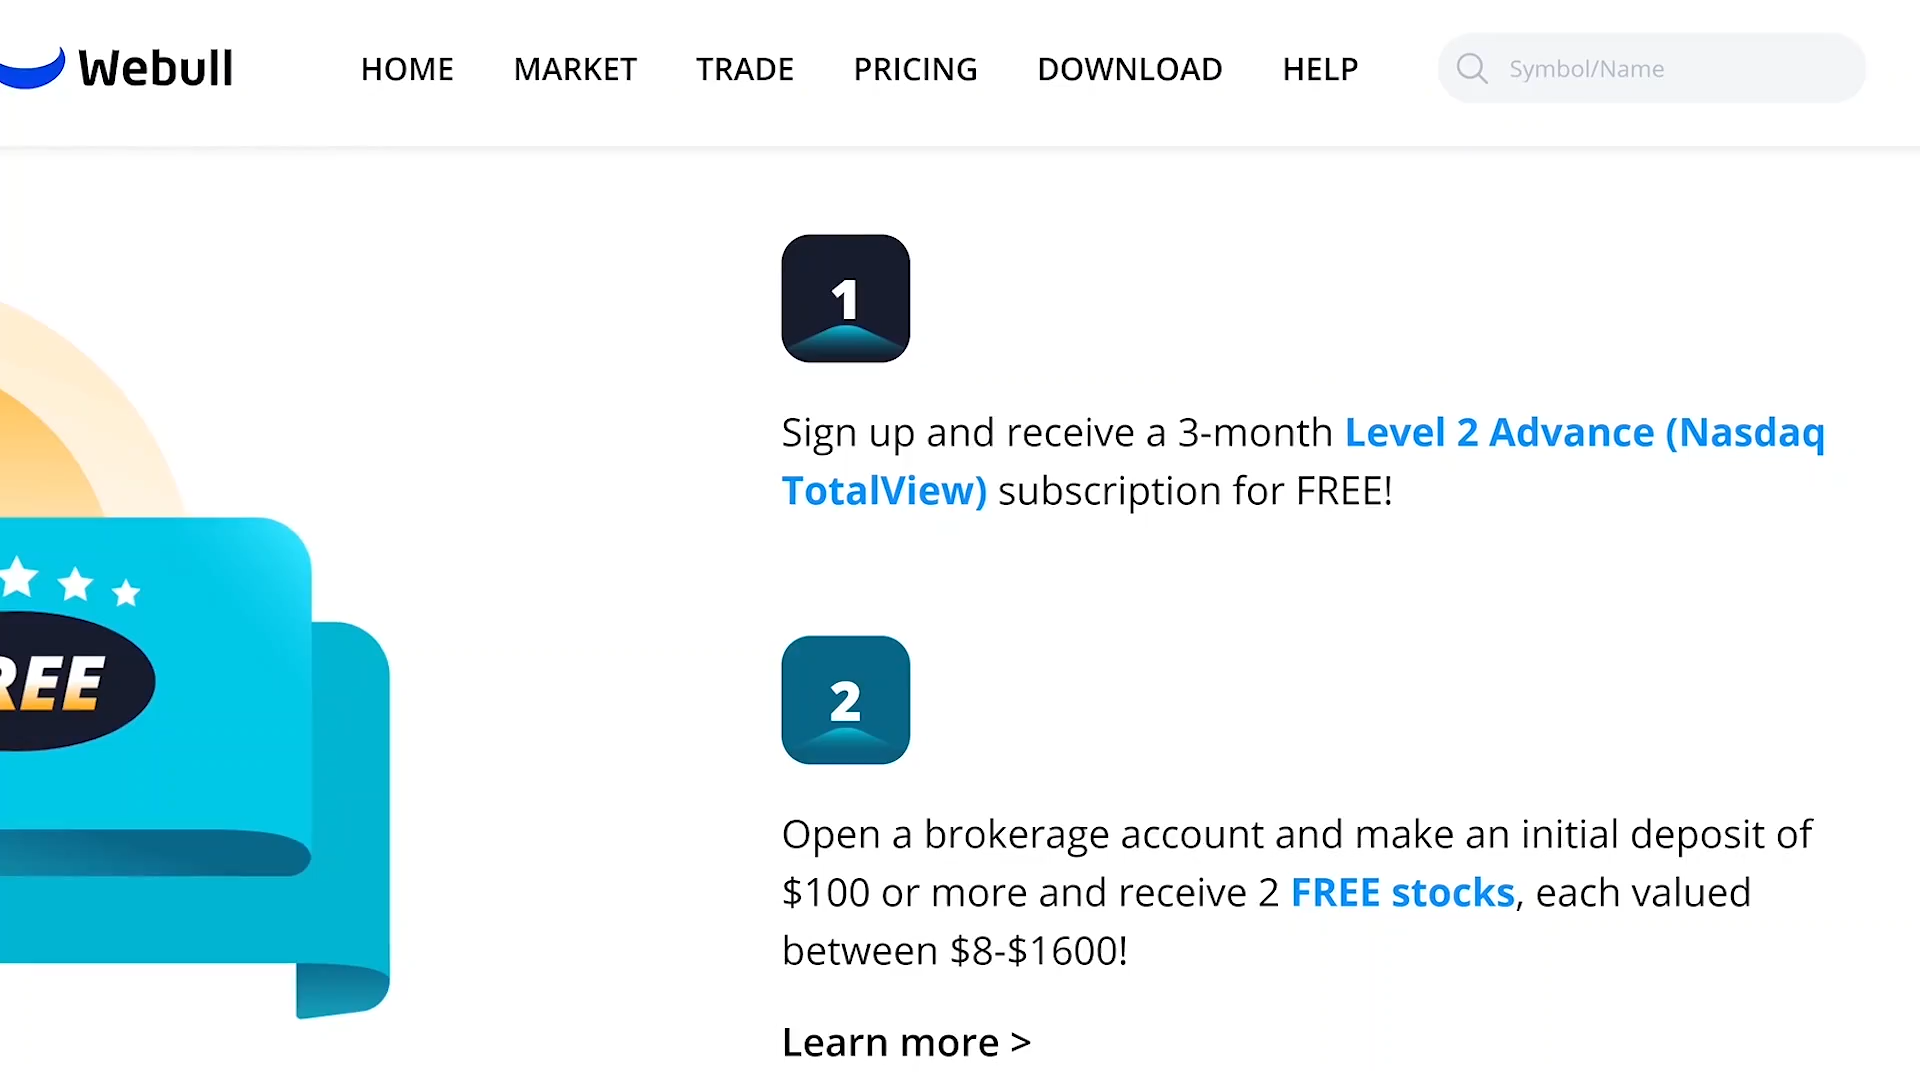 Webull
HOME
MARKET
TRADE
PRICING
DOWNLOAD
HELP
Symbol/Name
1
Sign up and receive a 3-month Level 2 Advance (Nasdaq
TotalView) subscription for FREE!
REE
2
Open a brokerage account and make an initial deposit of
$100 or more and receive 2 FREE stocks, each valued
between $8-$1600!
Learn more >